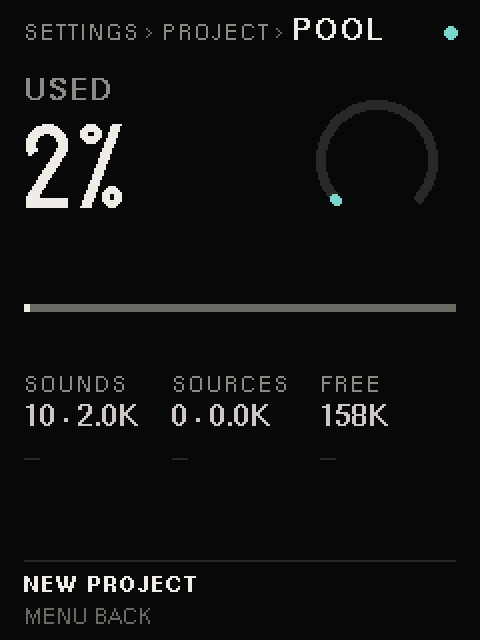 SETTINGS › PROJECT › POOL
USED
2%
SOUNDS SOURCES FREE
10 · 2.0K 0 · 0.0K 158K
— — —
NEW PROJECT
MENU BACK